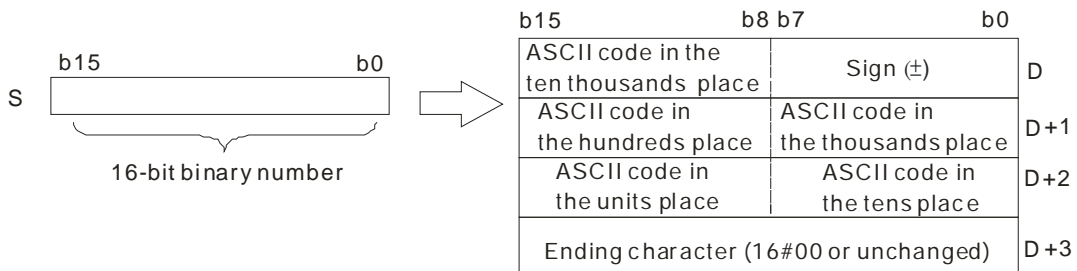 b15 b8 b7 b0
b15 b0
S
16-bit binary number
ASCII code in the
ten thousands place
Sign (±)
D
ASCII code in
the hundreds place
ASCII code in
the thousands place
D+1
ASCII code in
the units place
ASCII code in
the tens place
D+2
Ending character (16#00 or unchanged)
D+3